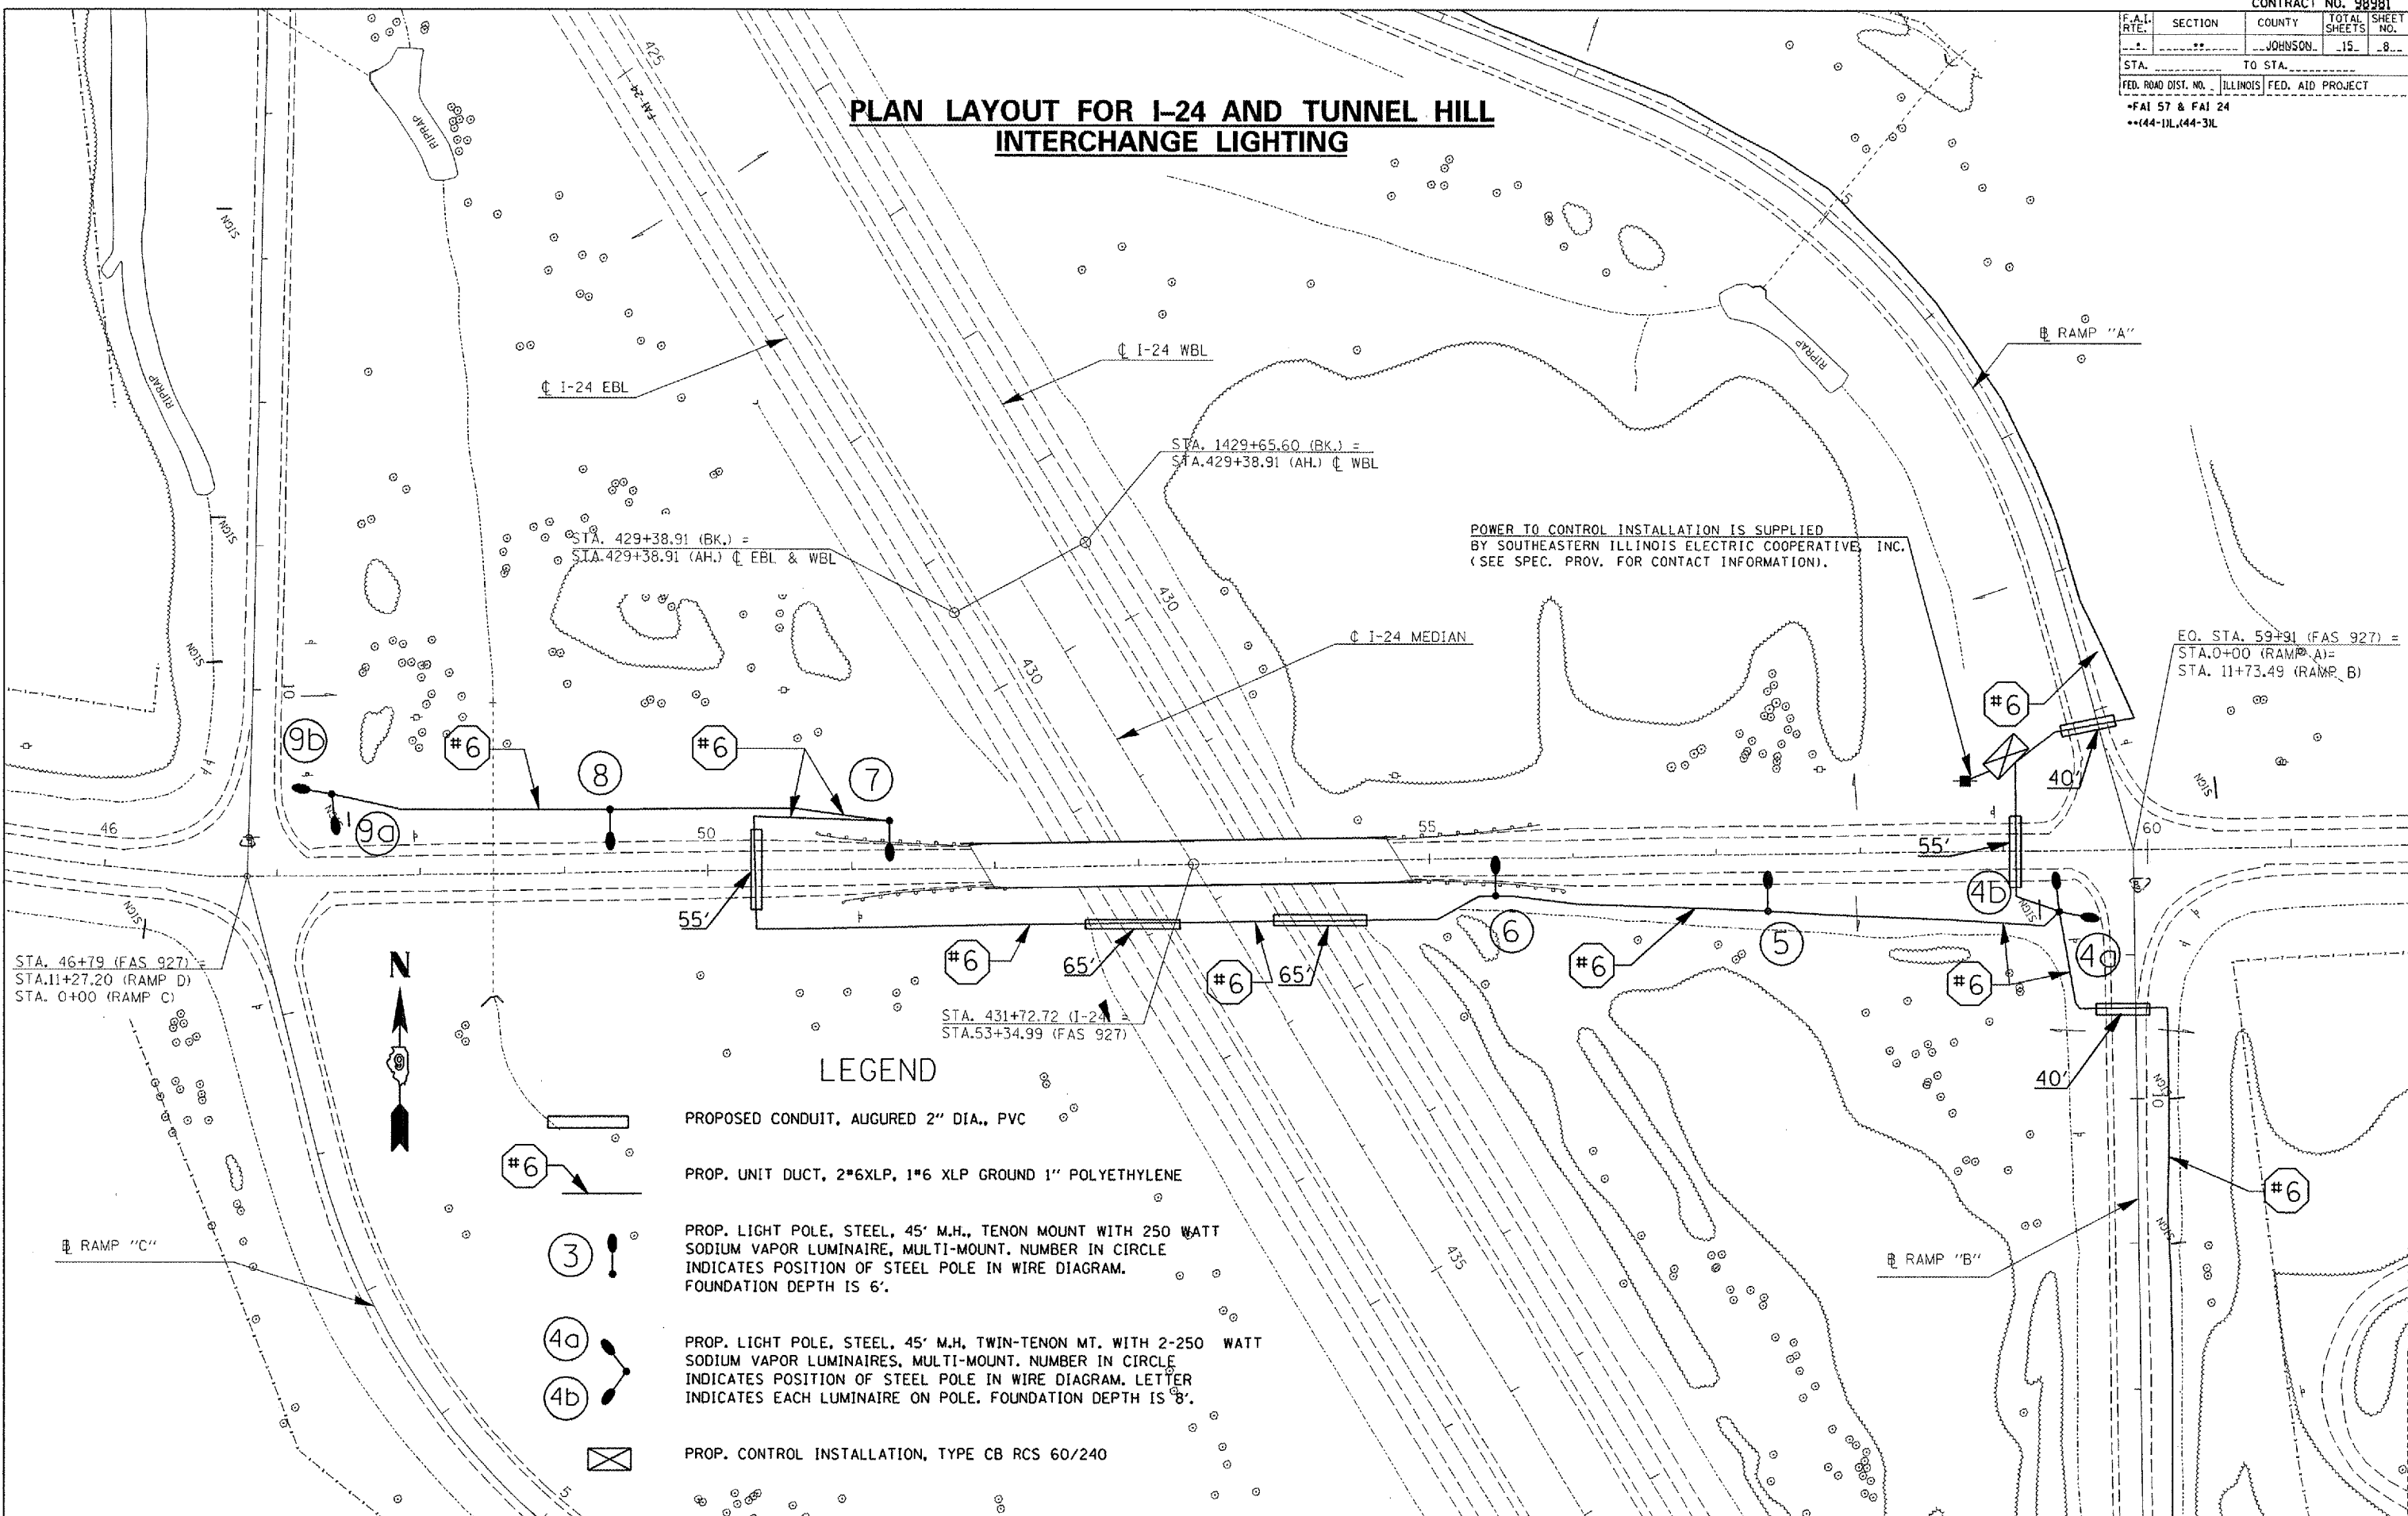 CONTRACT NO. 98981
F.A.I. RTE. SECTION COUNTY TOTAL SHEETS SHEET NO.
* ** JOHNSON 15 8
STA. TO STA.
FED. ROAD DIST. NO. ILLINOIS FED. AID PROJECT
*FAI 57 & FAI 24
**(44-1)L,(44-3)L
PLAN LAYOUT FOR I-24 AND TUNNEL HILL
INTERCHANGE LIGHTING
425
FAI-24
RIPRAP
SIGN
RIPRAP
5
RIPRAP
℄ I-24 EBL
℄ I-24 WBL
B RAMP "A"
STA. 1429+65.60 (BK.) =
STA.429+38.91 (AH.) ℄ WBL
STA. 429+38.91 (BK.) =
STA.429+38.91 (AH.) ℄ EBL & WBL
POWER TO CONTROL INSTALLATION IS SUPPLIED
BY SOUTHEASTERN ILLINOIS ELECTRIC COOPERATIVE, INC.
(SEE SPEC. PROV. FOR CONTACT INFORMATION).
SIGN
430
430
℄ I-24 MEDIAN
EQ. STA. 59+91 (FAS 927) =
STA.0+00 (RAMP A)=
STA. 11+73.49 (RAMP B)
SIGN
10
#6
9b
#6
8
#6
7
40'
SIGN
46
SIGN
9a
50
55
60
55'
55'
4b
SIGN
6
5
4a
#6
65'
#6
65'
#6
#6
SIGN
STA. 46+79 (FAS 927) =
STA.11+27.20 (RAMP D)
STA. 0+00 (RAMP C)
N
9
STA. 431+72.72 (I-24) =
STA.53+34.99 (FAS 927)
40'
SIGN
10
LEGEND
PROPOSED CONDUIT, AUGURED 2" DIA., PVC
#6
PROP. UNIT DUCT, 2#6XLP, 1#6 XLP GROUND 1" POLYETHYLENE
#6
SIGN
3
PROP. LIGHT POLE, STEEL, 45' M.H., TENON MOUNT WITH 250 WATT
SODIUM VAPOR LUMINAIRE, MULTI-MOUNT. NUMBER IN CIRCLE
INDICATES POSITION OF STEEL POLE IN WIRE DIAGRAM.
FOUNDATION DEPTH IS 6'.
B RAMP "C"
435
B RAMP "B"
4a
4b
PROP. LIGHT POLE, STEEL, 45' M.H, TWIN-TENON MT. WITH 2-250 WATT
SODIUM VAPOR LUMINAIRES, MULTI-MOUNT. NUMBER IN CIRCLE
INDICATES POSITION OF STEEL POLE IN WIRE DIAGRAM. LETTER
INDICATES EACH LUMINAIRE ON POLE. FOUNDATION DEPTH IS 8'.
PROP. CONTROL INSTALLATION, TYPE CB RCS 60/240
5